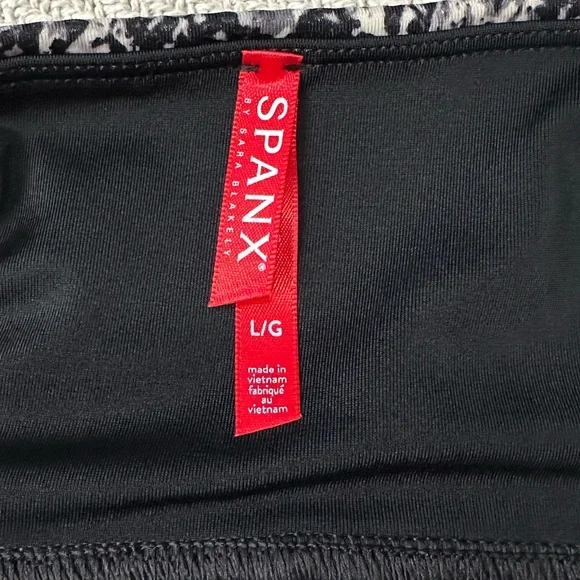 SPANX®
BY SARA BLAKELY
L/G
made in
vietnam
fabriqué
au
vietnam